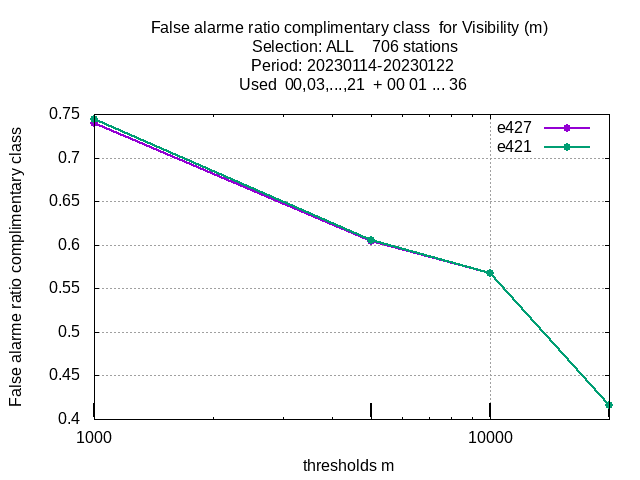 False alarme ratio complimentary class  for Visibility (m)
Selection: ALL    706 stations
Period: 20230114-20230122
Used  00,03,...,21  + 00 01 ... 36
False alarme ratio complimentary class
0.75
0.7
0.65
0.6
0.55
0.5
0.45
0.4
e427
e421
1000
10000
thresholds m